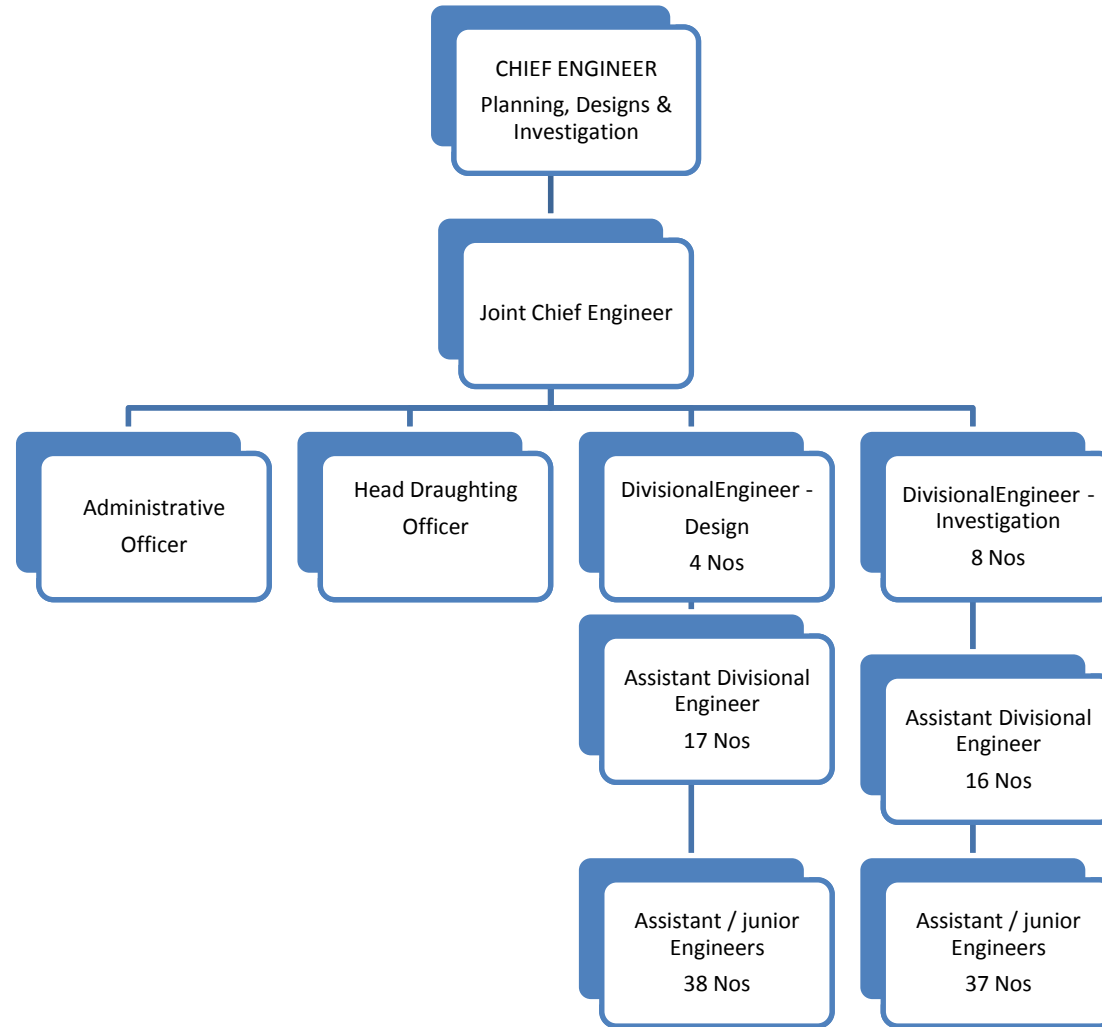 CHIEF ENGINEER
Planning, Designs &
Investigation
Joint Chief Engineer
Administrative
Officer
Head Draughting
Officer
DivisionalEngineer -
Design
4 Nos
DivisionalEngineer -
Investigation
8 Nos
Assistant Divisional
Engineer
17 Nos
Assistant Divisional
Engineer
16 Nos
Assistant / junior
Engineers
38 Nos
Assistant / junior
Engineers
37 Nos